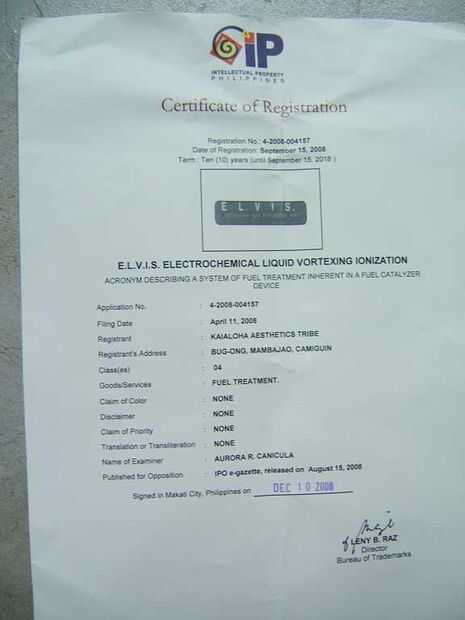 iP
INTELLECTUAL PROPERTY
PHILIPPINES
Certificate of Registration
Registration No.: 4-2008-004157
Date of Registration: September 15, 2008
Term : Ten (10) years (until September 15, 2018 )
E L V I S.
E.L.V.I.S. ELECTROCHEMICAL LIQUID VORTEXING IONIZATION
ACRONYM DESCRIBING A SYSTEM OF FUEL TREATMENT INHERENT IN A FUEL CATALYZER
DEVICE
Application No. : 4-2008-004157
Filing Date : April 11, 2008
Registrant : KAIALOHA AESTHETICS TRIBE
Registrant's Address : BUG-ONG, MAMBAJAO, CAMIGUIN
Class(es) : 04
Goods/Services : FUEL TREATMENT.
Claim of Color : NONE
Disclaimer : NONE
Claim of Priority : NONE
Translation or Transliteration : NONE
Name of Examiner : AURORA R. CANICULA
Published for Opposition : IPO e-gazette, released on August 15, 2008
Signed in Makati City, Philippines on DEC 10 2008
LENY B. RAZ
Director
Bureau of Trademarks